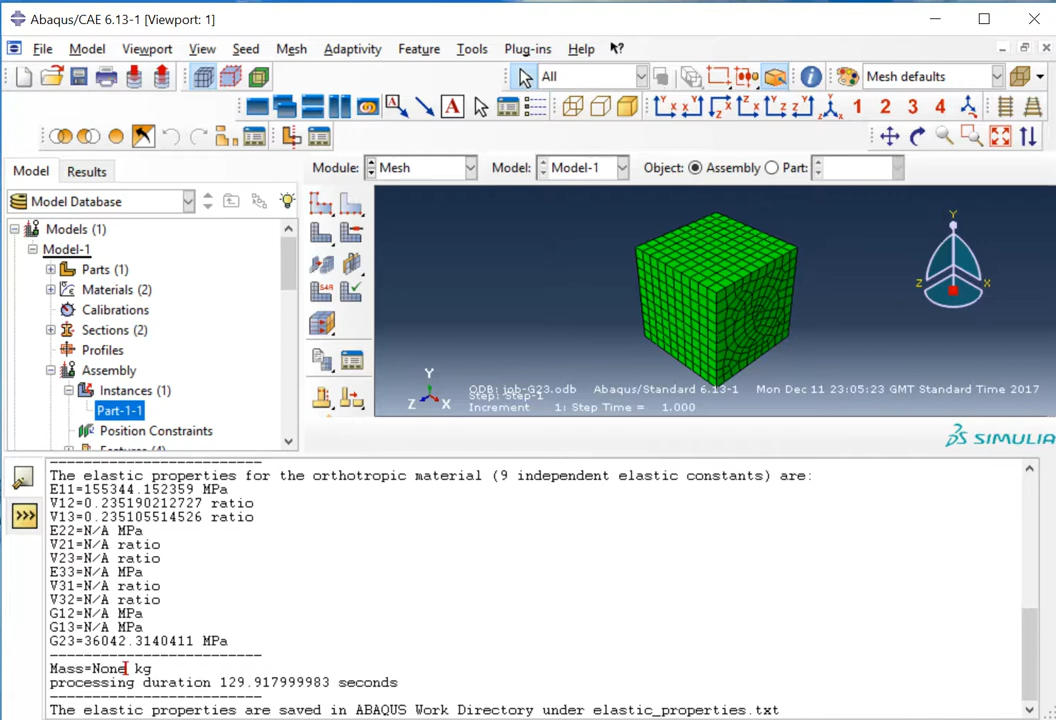 Abaqus/CAE 6.13-1 [Viewport: 1]
File Model Viewport View Seed Mesh Adaptivity Feature Tools Plug-ins Help
All
Mesh defaults
1 2 3 4
Model Results
Module: Mesh Model: Model-1 Object: Assembly Part:
Model Database
Models (1)
Model-1
Parts (1)
Materials (2)
Calibrations
Sections (2)
Profiles
Assembly
Instances (1)
Part-1-1
Position Constraints
Features (4)
Y
Z
X
Y
Z X
ODB: job-G23.odb Abaqus/Standard 6.13-1 Mon Dec 11 23:05:23 GMT Standard Time 2017
Step: Step-1
Increment 1: Step Time = 1.000
SIMULIA
The elastic properties for the orthotropic material (9 independent elastic constants) are:
E11=155344.152359 MPa
V12=0.235190212727 ratio
V13=0.235105514526 ratio
E22=N/A MPa
V21=N/A ratio
V23=N/A ratio
E33=N/A MPa
V31=N/A ratio
V32=N/A ratio
G12=N/A MPa
G13=N/A MPa
G23=36042.3140411 MPa
Mass=None kg
processing duration 129.917999983 seconds
The elastic properties are saved in ABAQUS Work Directory under elastic_properties.txt